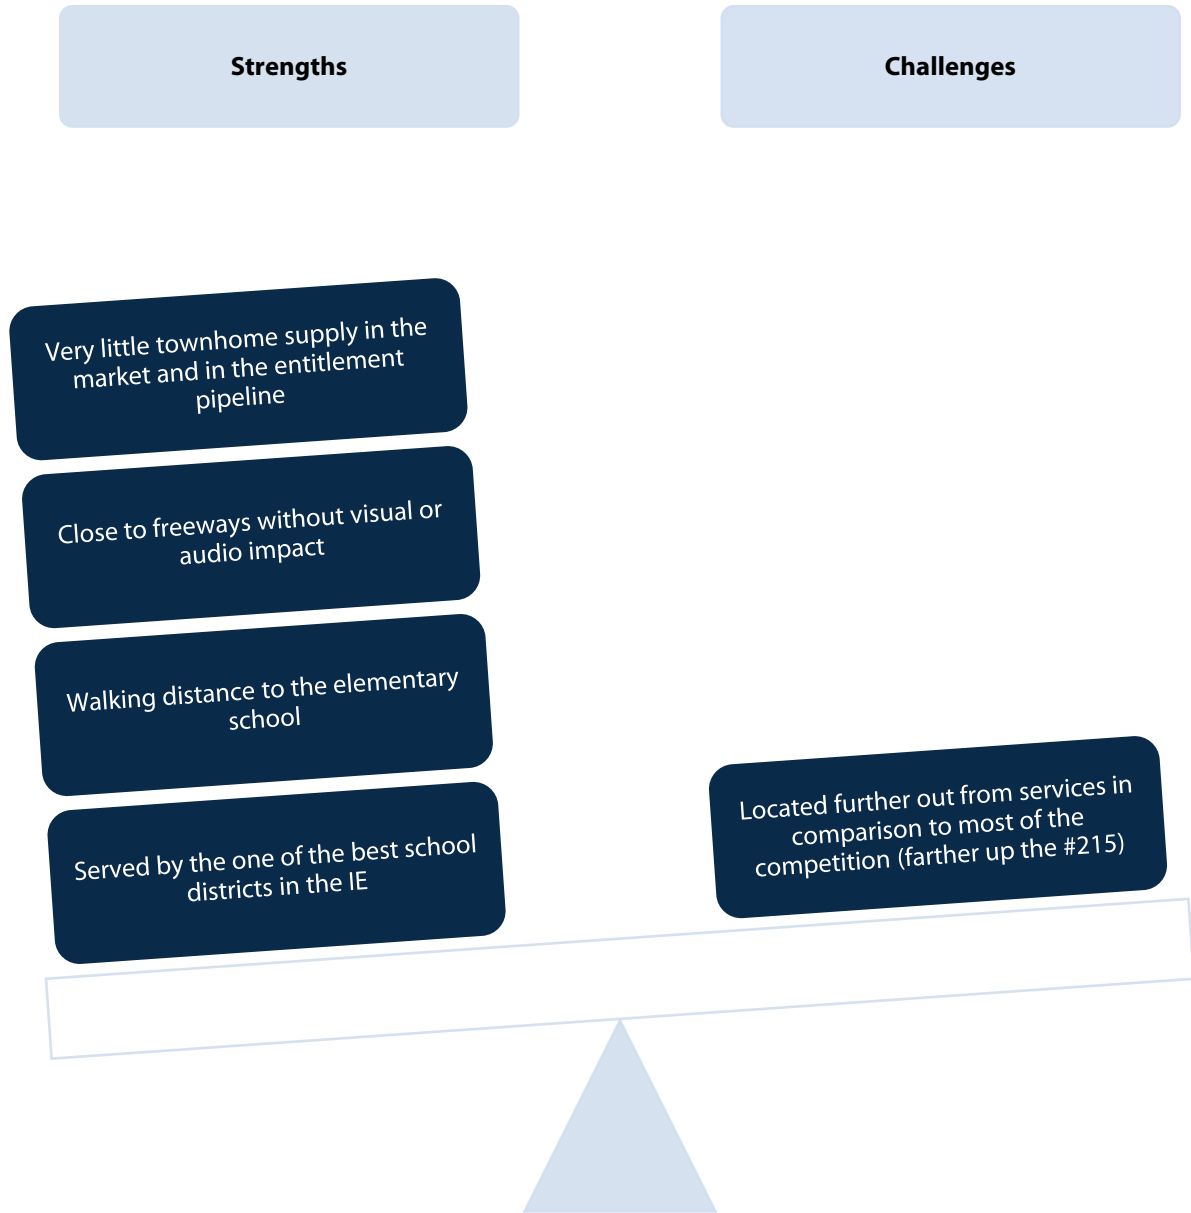 Strengths
Challenges
Very little townhome supply in the
market and in the entitlement
pipeline
Close to freeways without visual or
audio impact
Walking distance to the elementary
school
Served by the one of the best school
districts in the IE
Located further out from services in
comparison to most of the
competition (farther up the #215)